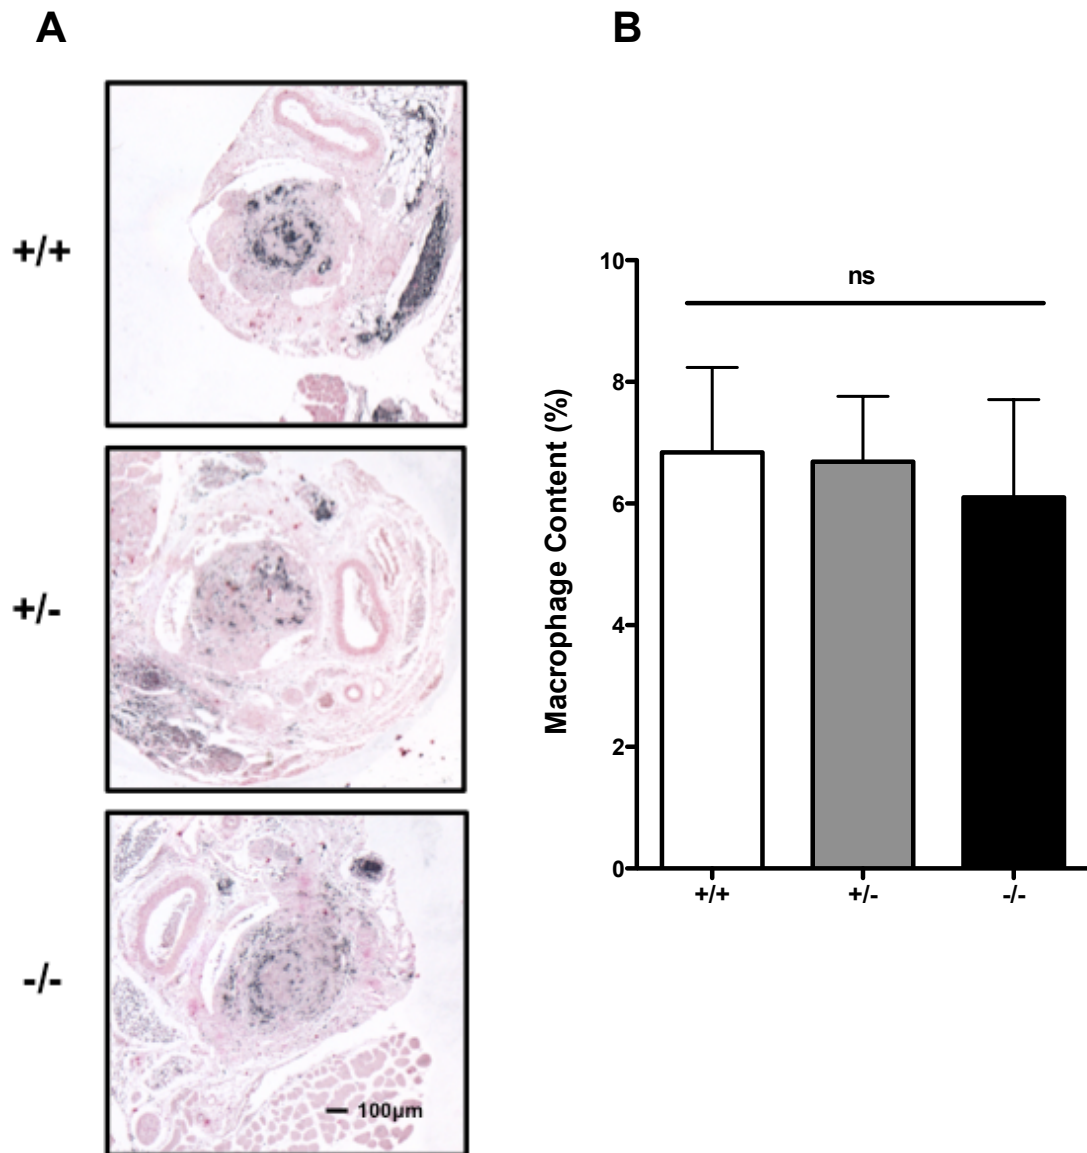 A
+/+
+/-
-/-
100µm
B
ns
Macrophage Content (%)
10
8
6
4
2
0
+/+
+/-
-/-